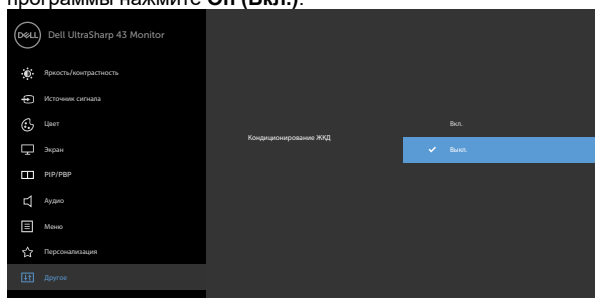 программы нажмите On (Вкл.).
DELL Dell UltraSharp 43 Monitor
Яркость/контрастность
Источник сигнала
Цвет
Вкл.
Кондиционирование ЖКД
Экран
Выкл.
PIP/PBP
Аудио
Меню
Персонализация
Другое